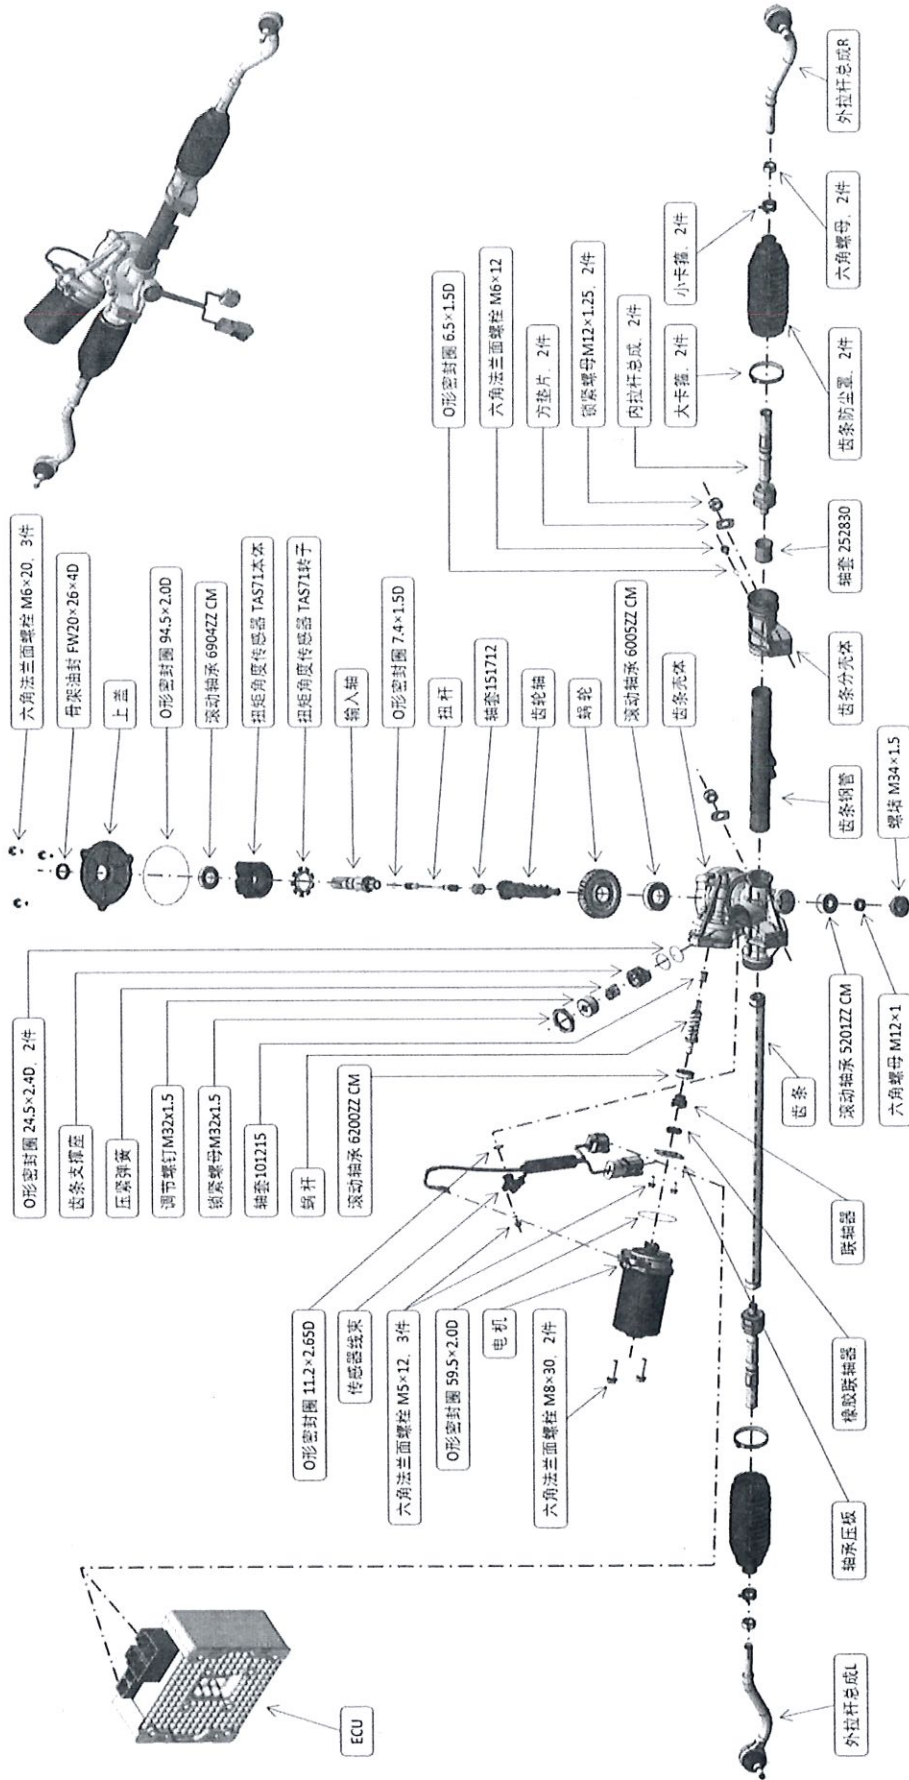 六角法兰面螺栓 M6×20、3件
骨架油封 FW20×26×4D
上盖
O形密封圈 94.5×2.0D
滚动轴承 6904ZZ CM
扭矩角度传感器 TAS71本体
扭矩角度传感器 TAS71转子
输入轴
O形密封圈 7.4×1.5D
扭杆
轴套151712
齿轮轴
蜗轮
滚动轴承 6005ZZ CM
齿条壳体
O形密封圈 6.5×1.5D
六角法兰面螺栓 M6×12
方垫片、2件
锁紧螺母M12×1.25、2件
内拉杆总成、2件
大卡箍、2件
小卡箍、2件
O形密封圈 24.5×2.4D、2件
齿条支撑座
压紧弹簧
调节螺钉M32x1.5
锁紧螺母M32x1.5
轴套101215
蜗杆
滚动轴承 6200ZZ CM
O形密封圈 11.2×2.65D
传感器线束
六角法兰面螺栓 M5×12、3件
O形密封圈 59.5×2.0D
电机
六角法兰面螺栓 M8×30、2件
ECU
外拉杆总成L
轴承压板
橡胶联轴器
联轴器
齿条
滚动轴承 5201ZZ CM
六角螺母 M12×1
螺堵 M34×1.5
齿条钢管
齿条分壳体
轴套 252830
齿条防尘罩、2件
六角螺母、2件
外拉杆总成R